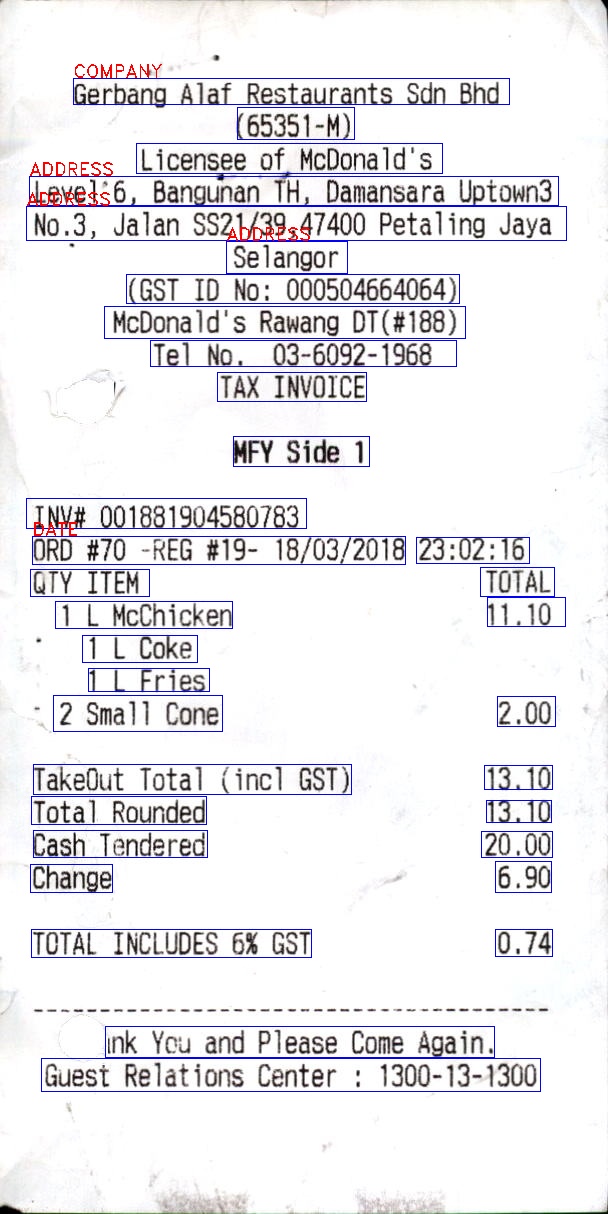 COMPANY
Gerbang Alaf Restaurants Sdn Bhd
(65351-M)
Licensee of McDonald's
ADDRESS
Level 6, Bangunan TH, Damansara Uptown3
ADDRESS
No.3, Jalan SS21/39,47400 Petaling Jaya
ADDRESS
Selangor
(GST ID No: 000504664064)
McDonald's Rawang DT(#188)
Tel No. 03-6092-1968
TAX INVOICE
MFY Side 1
INV# 001881904580783
DATE
ORD #70 -REG #19- 18/03/2018 23:02:16
QTY ITEM TOTAL
1 L McChicken 11.10
1 L Coke
1 L Fries
2 Small Cone 2.00
TakeOut Total (incl GST) 13.10
Total Rounded 13.10
Cash Tendered 20.00
Change 6.90
TOTAL INCLUDES 6% GST 0.74
---------------------------------------
nk You and Please Come Again.
Guest Relations Center : 1300-13-1300